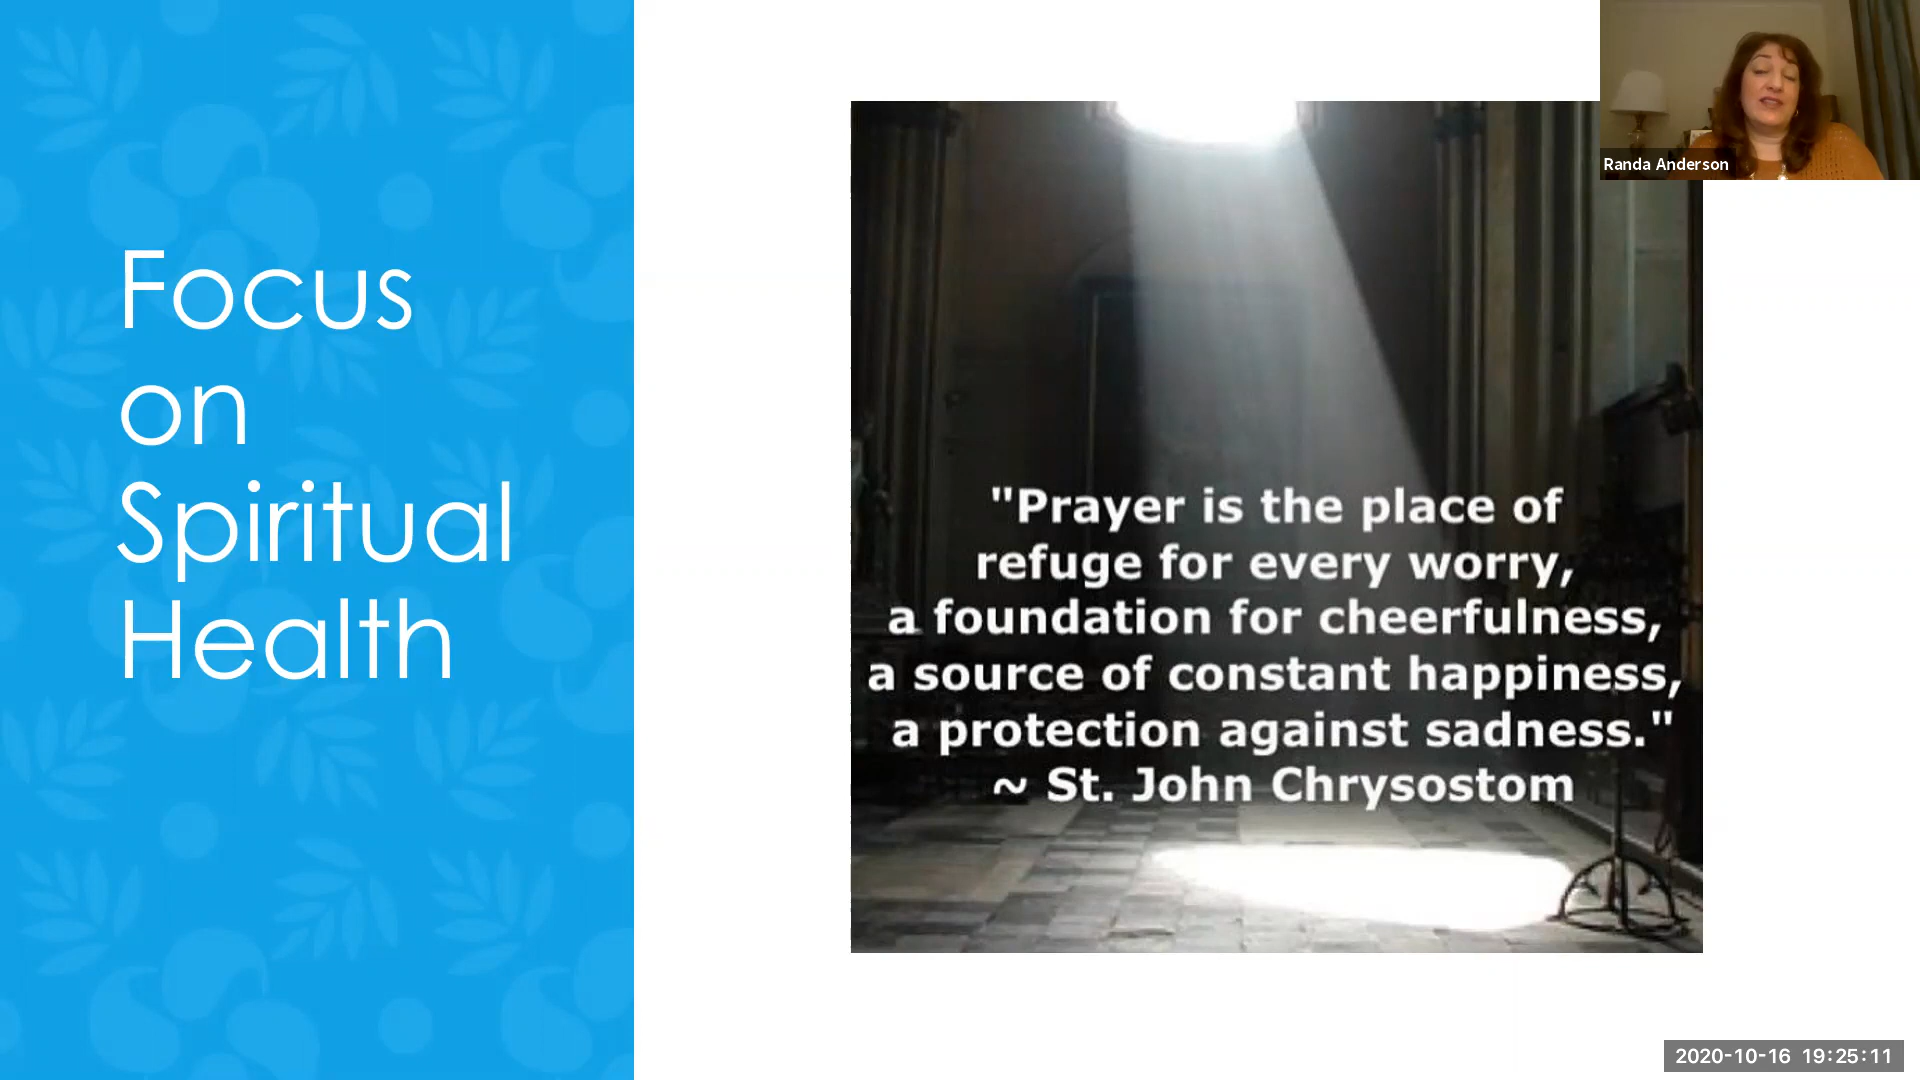 Focus
on
Spiritual
Health
"Prayer is the place of
refuge for every worry,
a foundation for cheerfulness,
a source of constant happiness,
a protection against sadness."
~ St. John Chrysostom
Randa Anderson
2020-10-16 19:25:11